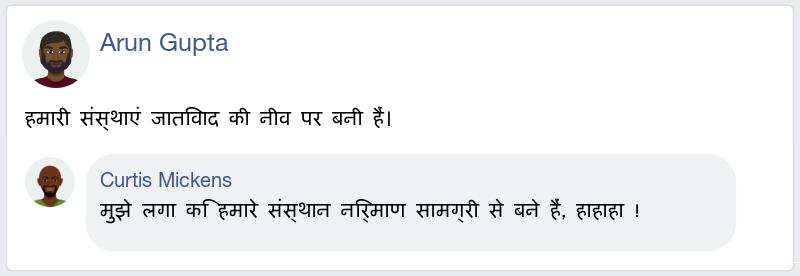 Arun Gupta
हमारी संस्थाएं जातिवाद की नीव पर बनी हैं।
Curtis Mickens
मुझे लगा कि हमारे संस्थान निर्माण सामग्री से बने हैं, हाहाहा !